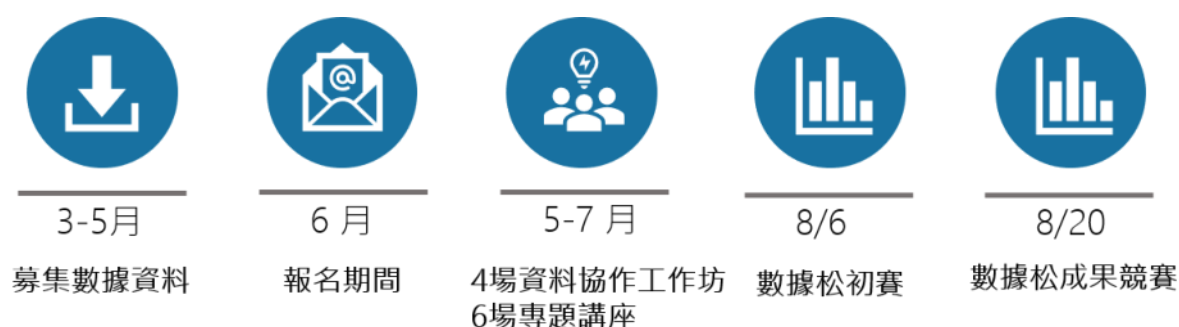 @
3-5月
募集數據資料
6 月
報名期間
5-7 月
4場資料協作工作坊
6場專題講座
8/6
數據松初賽
8/20
數據松成果競賽